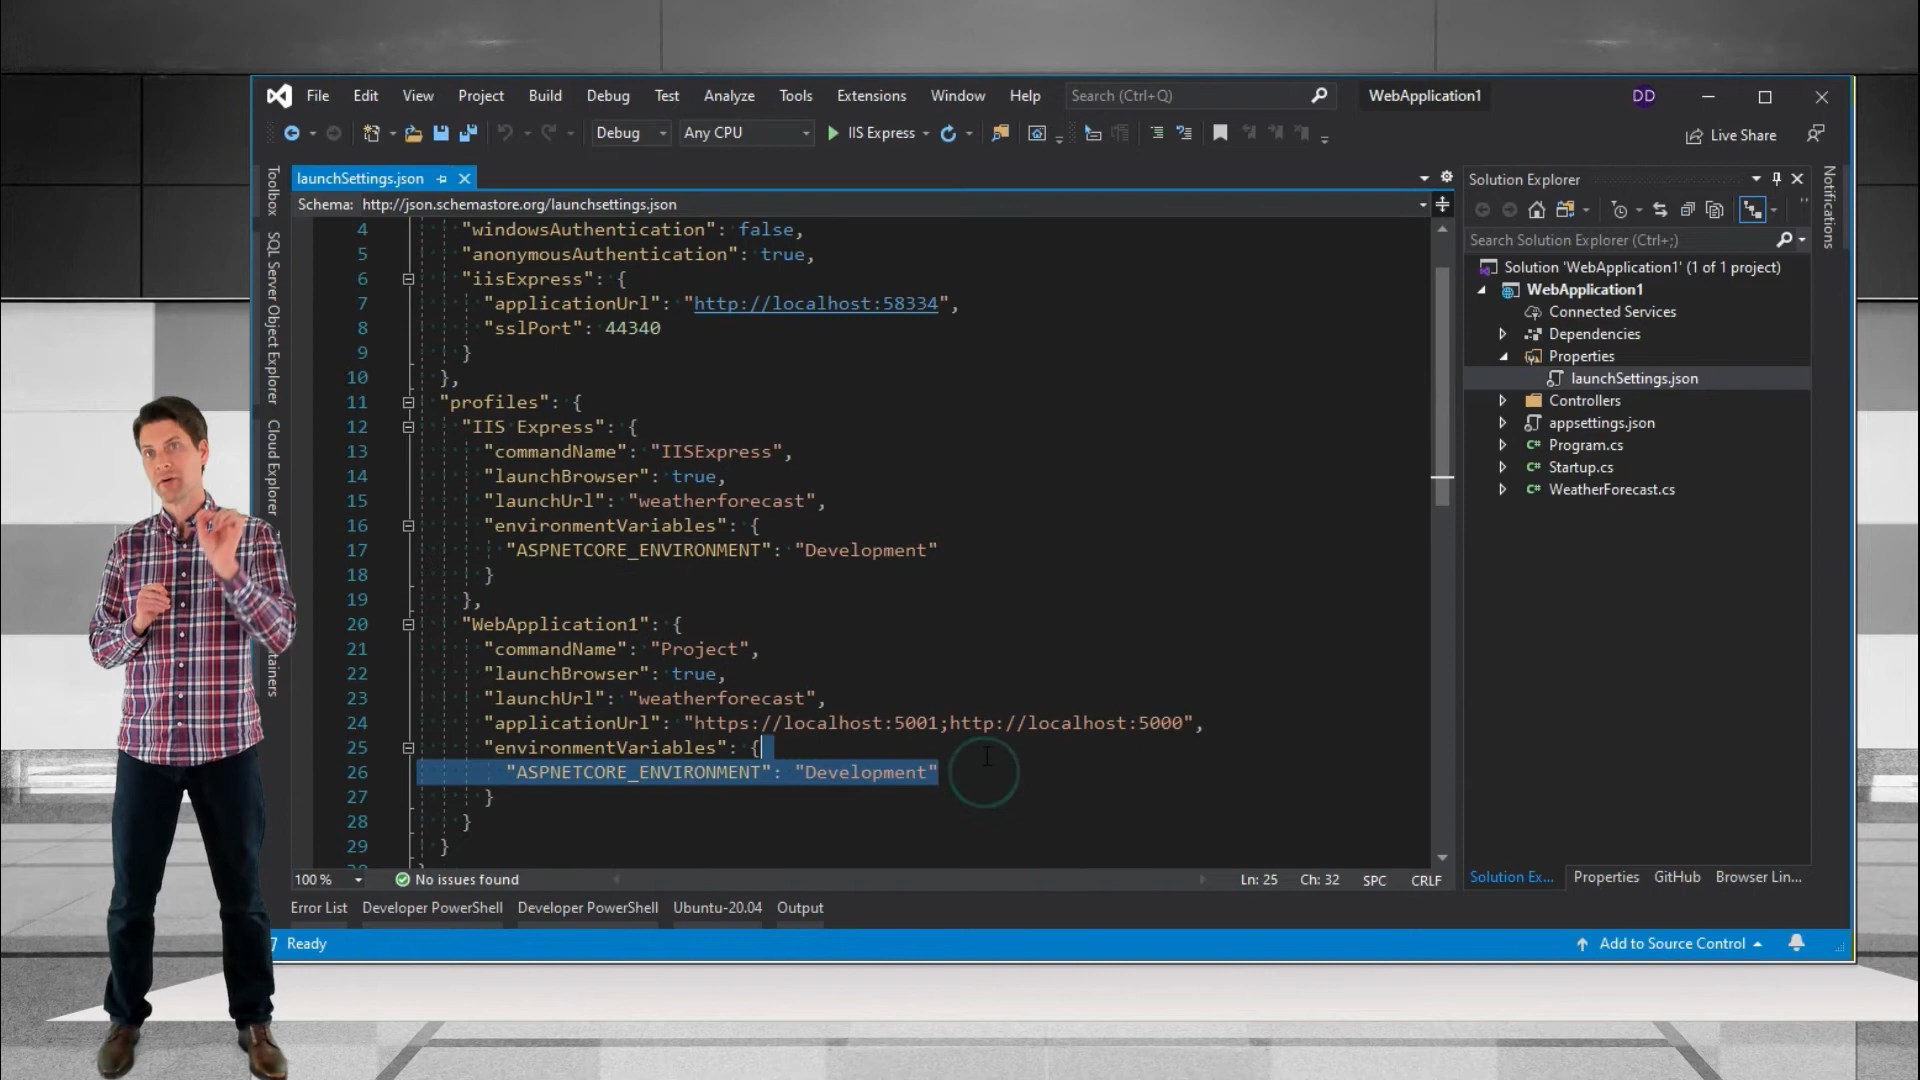 File Edit View Project Build Debug Test Analyze Tools Extensions Window Help Search (Ctrl+Q) WebApplication1 DD
Debug Any CPU IIS Express Live Share
Toolbox
SQL Server Object Explorer
Cloud Explorer
tainers
launchSettings.json
Schema: http://json.schemastore.org/launchsettings.json
4 "windowsAuthentication": false,
5 "anonymousAuthentication": true,
6 "iisExpress": {
7 "applicationUrl": "http://localhost:58334",
8 "sslPort": 44340
9 }
10 },
11 "profiles": {
12 "IIS Express": {
13 "commandName": "IISExpress",
14 "launchBrowser": true,
15 "launchUrl": "weatherforecast",
16 "environmentVariables": {
17 "ASPNETCORE_ENVIRONMENT": "Development"
18 }
19 },
20 "WebApplication1": {
21 "commandName": "Project",
22 "launchBrowser": true,
23 "launchUrl": "weatherforecast",
24 "applicationUrl": "https://localhost:5001;http://localhost:5000",
25 "environmentVariables": {
26 "ASPNETCORE_ENVIRONMENT": "Development"
27 }
28 }
29 }
100 % No issues found Ln: 25 Ch: 32 SPC CRLF
Error List Developer PowerShell Developer PowerShell Ubuntu-20.04 Output
Ready Add to Source Control
Solution Explorer
Search Solution Explorer (Ctrl+;)
Solution 'WebApplication1' (1 of 1 project)
WebApplication1
Connected Services
Dependencies
Properties
launchSettings.json
Controllers
appsettings.json
C# Program.cs
C# Startup.cs
C# WeatherForecast.cs
Solution Ex... Properties GitHub Browser Lin...
Notifications